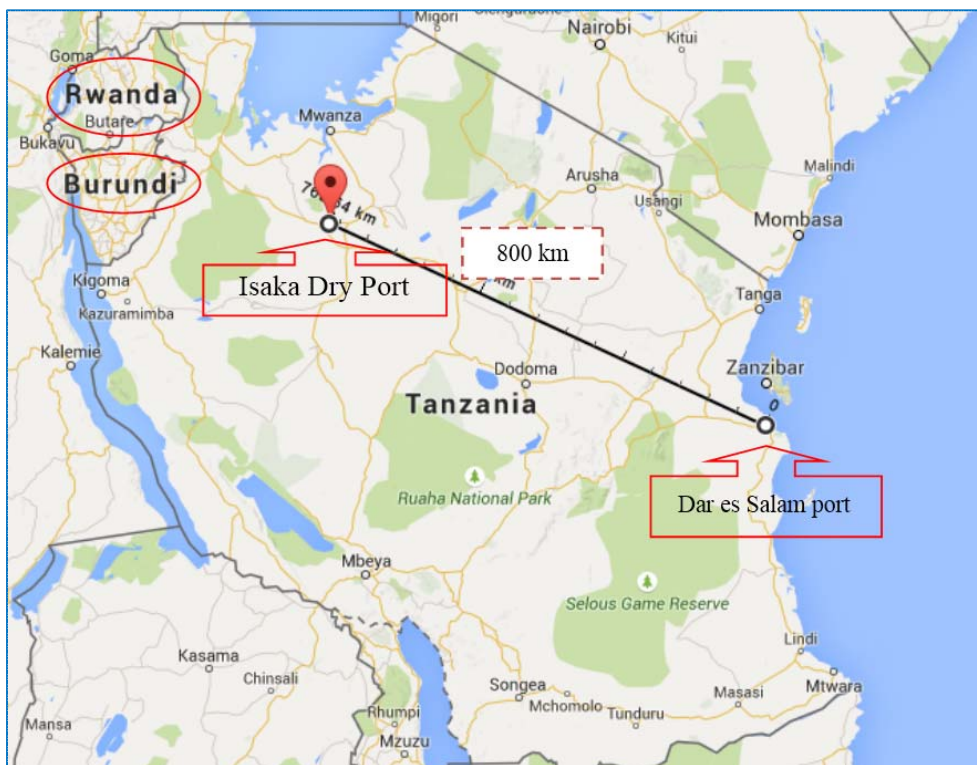 Migori
Nairobi
Kitui
Goma
Rwanda
Butare
Bukavu
Mwanza
Burundi
Malindi
Arusha
Usangi
Mombasa
800 km
Isaka Dry Port
km
Kigoma
Kazuramimba
Tanga
Kalemie
Dodoma
Zanzibar
Tanzania
0
Ruaha National Park
Dar es Salam port
Mbeya
Selous Game Reserve
Kasama
Chinsali
Lindi
Songea
Mchomolo
Masasi
Mtwara
Tunduru
Mansa
Rhumpi
Mzuzu